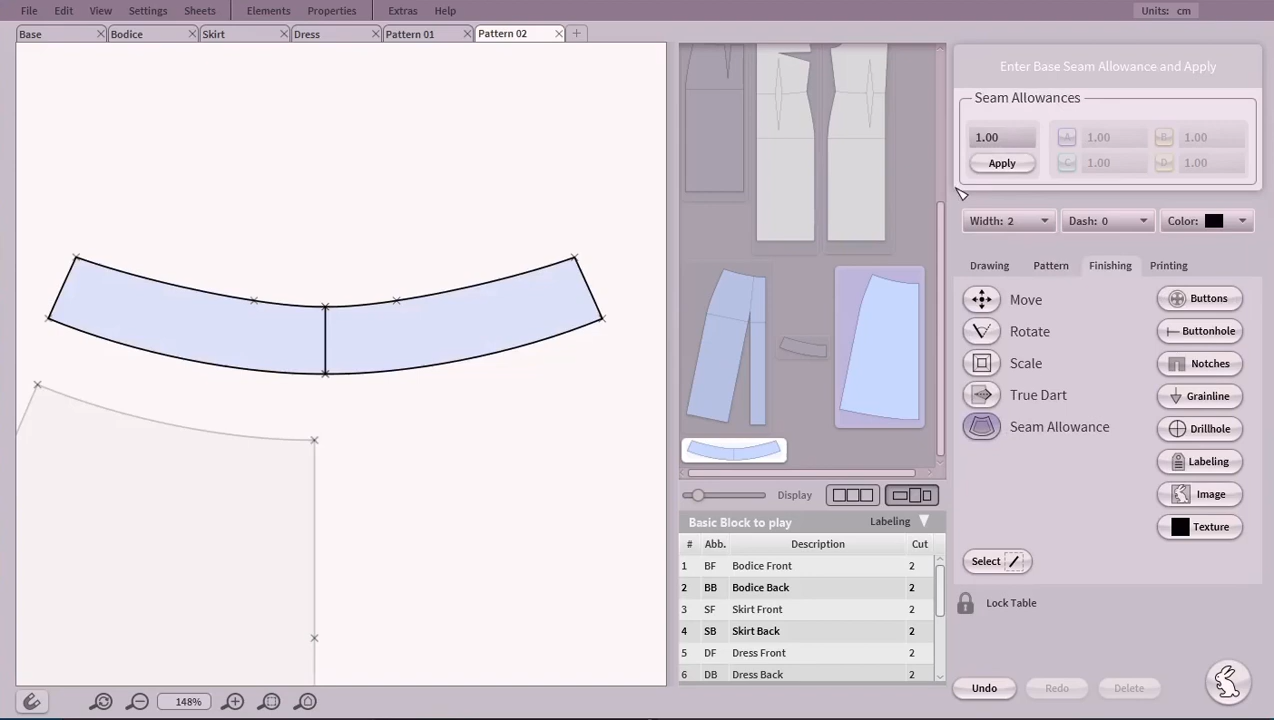 File Edit View Settings Sheets Elements Properties Extras Help Units: cm
Base Bodice Skirt Dress Pattern 01 Pattern 02
Enter Base Seam Allowance and Apply
Seam Allowances
1.00 A 1.00 B 1.00
Apply C 1.00 D 1.00
Width: 2 Dash: 0 Color:
Drawing Pattern Finishing Printing
Move Buttons
Rotate Buttonhole
Scale Notches
True Dart Grainline
Seam Allowance Drillhole
Labeling
Image
Texture
Select
Lock Table
Display
Basic Block to play Labeling
# Abb. Description Cut
1 BF Bodice Front 2
2 BB Bodice Back 2
3 SF Skirt Front 2
4 SB Skirt Back 2
5 DF Dress Front 2
6 DB Dress Back 2
148%
Undo Redo Delete